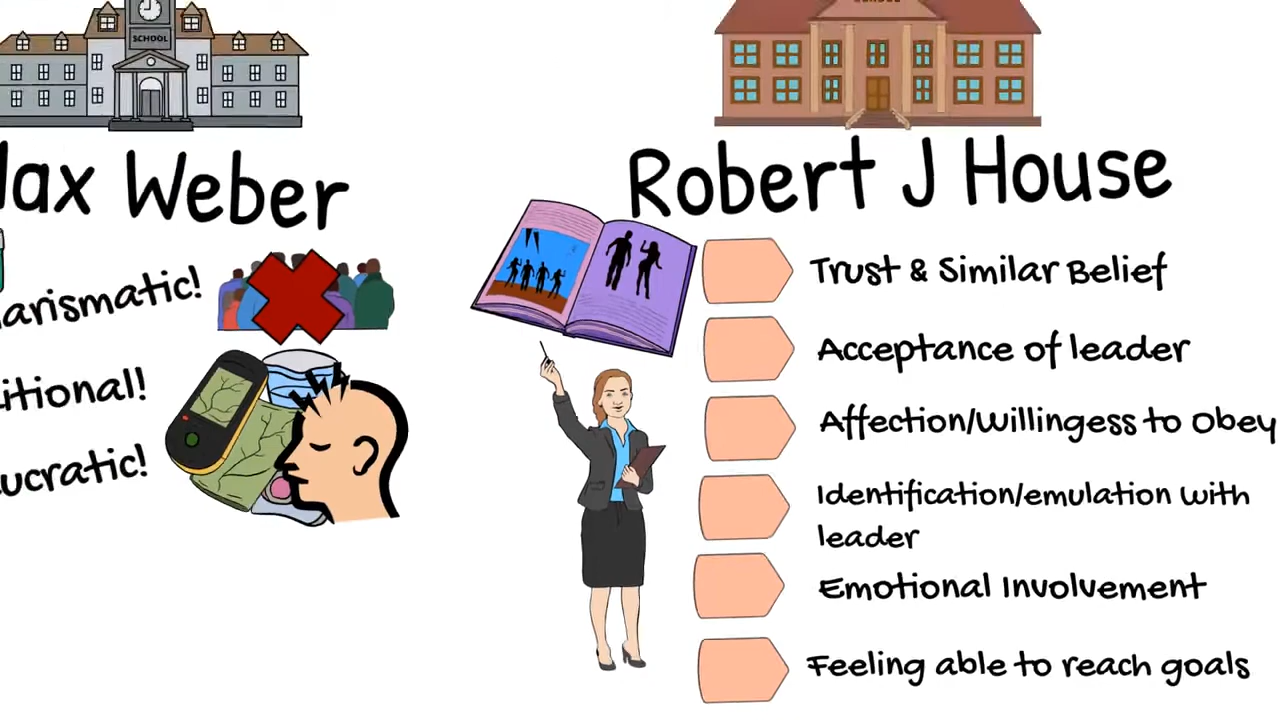 SCHOOL
Max Weber
arismatic!
itional!
ucratic!
Robert J House
Trust & Similar Belief
Acceptance of leader
Affection/Willingess to Obey
Identification/emulation with
leader
Emotional Involvement
Feeling able to reach goals